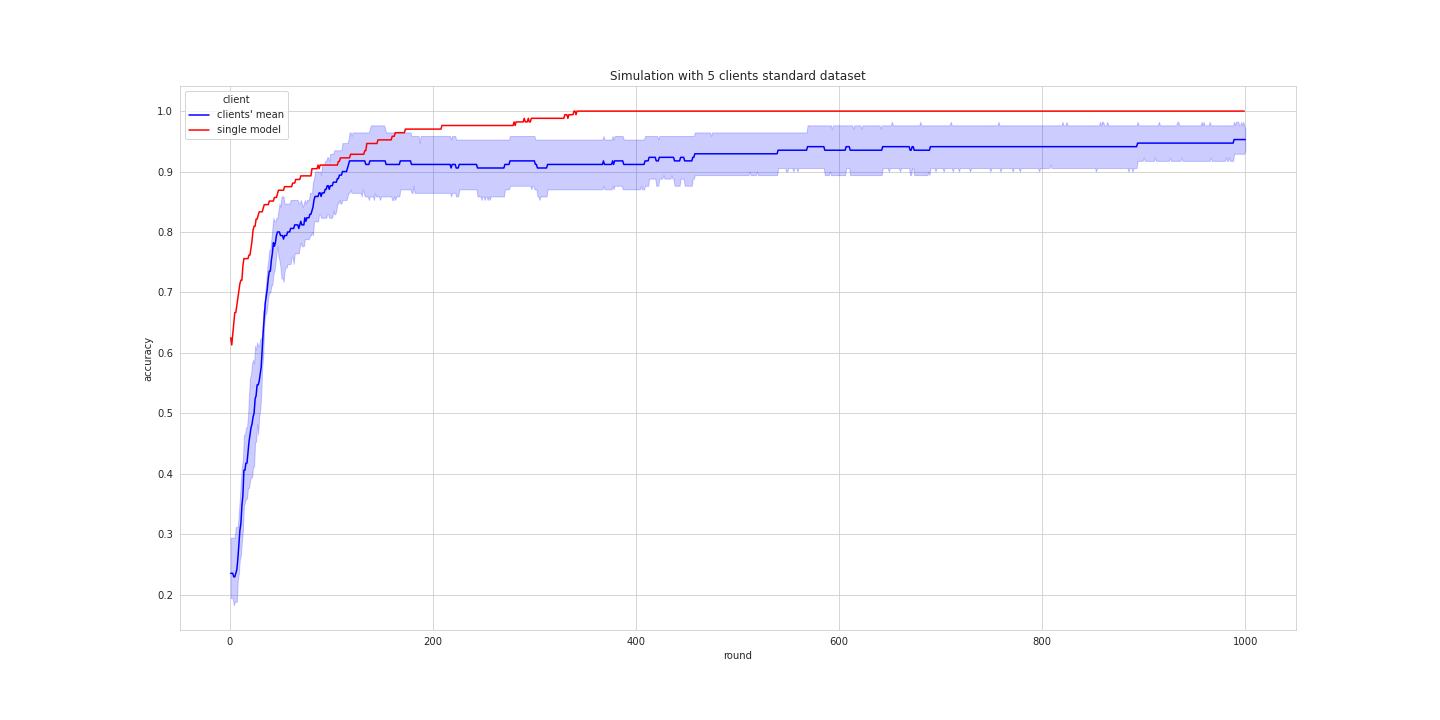 Simulation with 5 clients standard dataset
client
clients' mean
single model
accuracy
1.0
0.9
0.8
0.7
0.6
0.5
0.4
0.3
0.2
0 200 400 600 800 1000
round